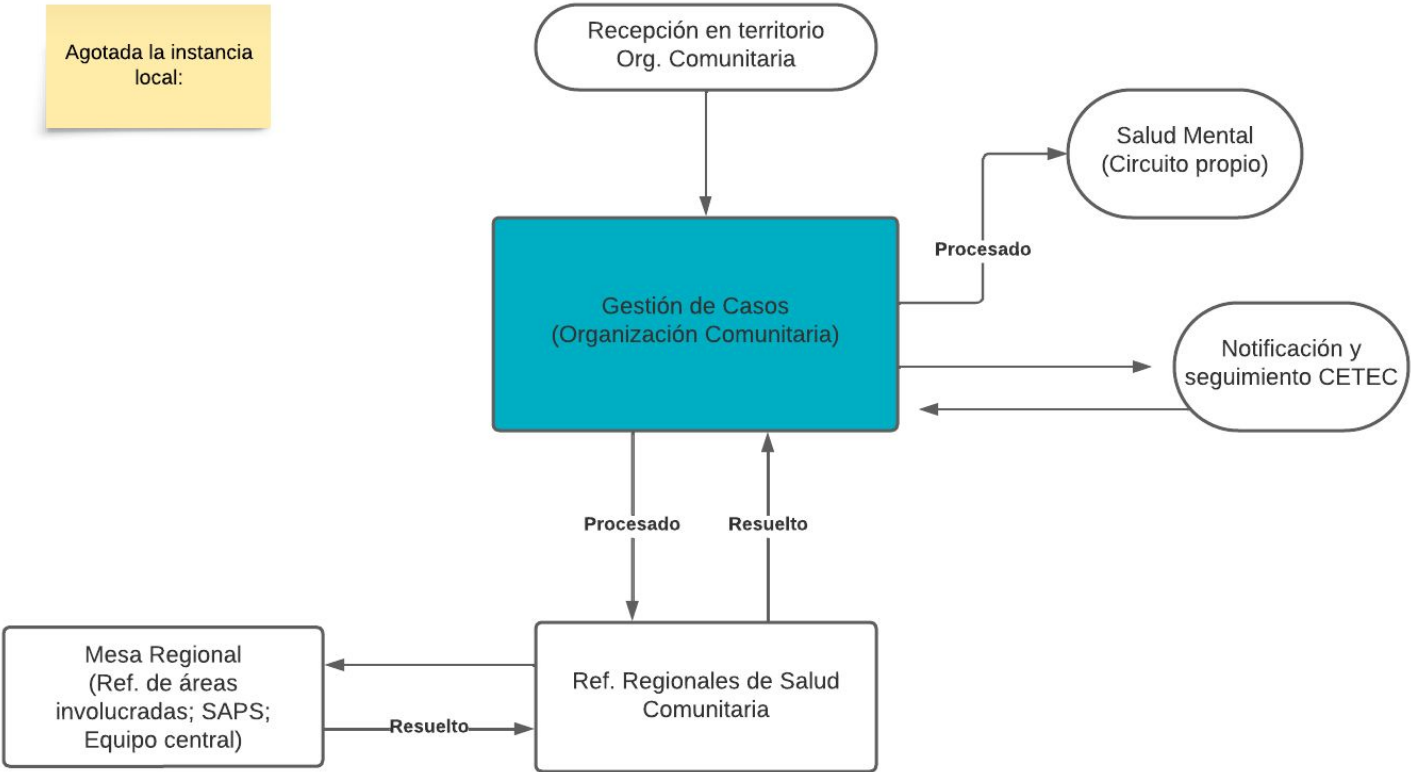 Agotada la instancia
local:
Recepción en territorio
Org. Comunitaria
Salud Mental
(Circuito propio)
Procesado
Gestión de Casos
(Organización Comunitaria)
Notificación y
seguimiento CETEC
Procesado
Resuelto
Mesa Regional
(Ref. de áreas
involucradas; SAPS;
Equipo central)
Resuelto
Ref. Regionales de Salud
Comunitaria